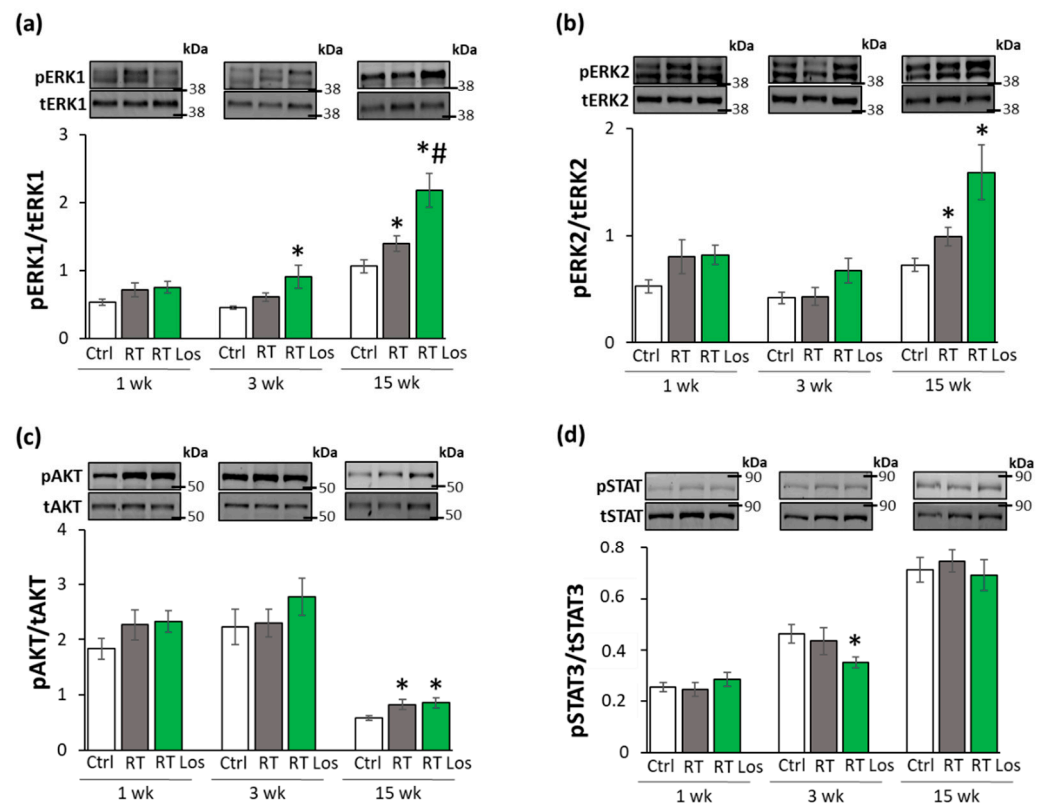 (a)
kDa kDa kDa
pERK1 38 38 38
tERK1 38 38 38
pERK1/tERK1
3
2
1
0
* * *#
Ctrl RT RT Los Ctrl RT RT Los Ctrl RT RT Los
1 wk 3 wk 15 wk
(b)
kDa kDa kDa
pERK2 38 38 38
tERK2 38 38 38
pERK2/tERK2
2
1
0
* *
Ctrl RT RT Los Ctrl RT RT Los Ctrl RT RT Los
1 wk 3 wk 15 wk
(c)
kDa kDa kDa
pAKT 50 50 50
tAKT 50 50 50
pAKT/tAKT
4
3
2
1
0
* *
Ctrl RT RT Los Ctrl RT RT Los Ctrl RT RT Los
1 wk 3 wk 15 wk
(d)
kDa kDa kDa
pSTAT 90 90 90
tSTAT 90 90 90
pSTAT3/tSTAT3
0.8
0.6
0.4
0.2
0
*
Ctrl RT RT Los Ctrl RT RT Los Ctrl RT RT Los
1 wk 3 wk 15 wk